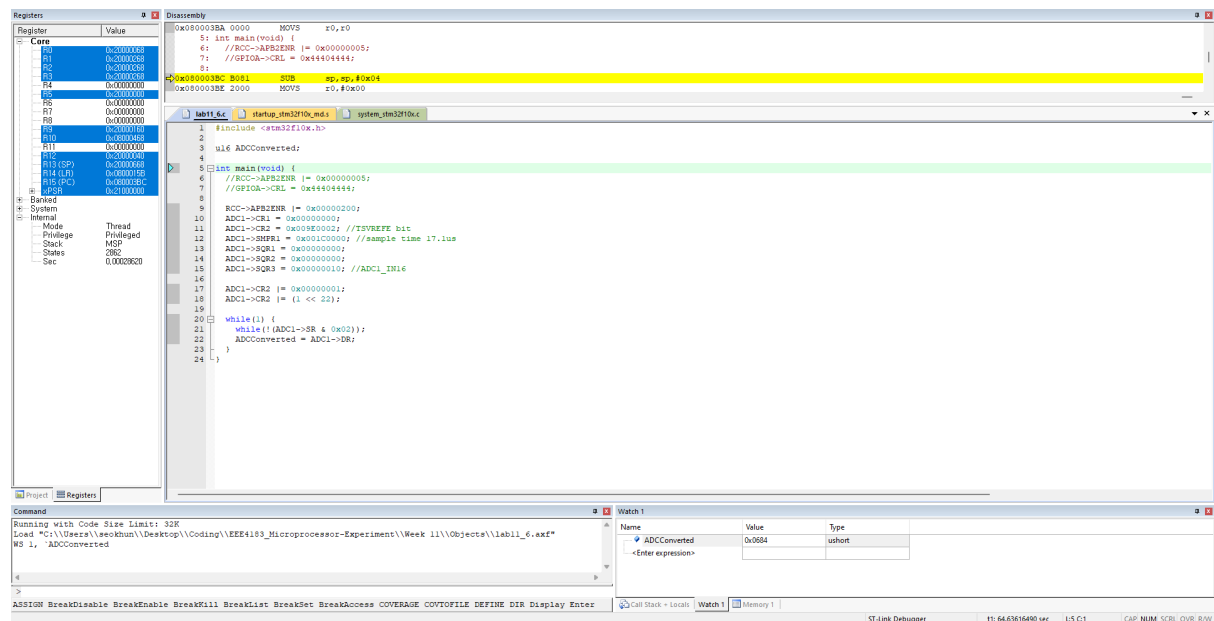 Registers
Register Value
Core
R0 0x20000068
R1 0x20000268
R2 0x20000268
R3 0x20000268
R4 0x00000000
R5 0x20000000
R6 0x00000000
R7 0x00000000
R8 0x00000000
R9 0x20000160
R10 0x08000468
R11 0x00000000
R12 0x20000040
R13 (SP) 0x20000668
R14 (LR) 0x0800015B
R15 (PC) 0x080003BC
xPSR 0x21000000
Banked
System
Internal
Mode Thread
Privilege Privileged
Stack MSP
States 2862
Sec 0,00028620
Project Registers
Disassembly
0x080003BA 0000 MOVS r0,r0
5: int main(void) {
6: //RCC->APB2ENR |= 0x00000005;
7: //GPIOA->CRL = 0x44404444;
8:
0x080003BC B081 SUB sp,sp,#0x04
0x080003BE 2000 MOVS r0,#0x00
lab11_6.c startup_stm32f10x_md.s system_stm32f10x.c
1 #include <stm32f10x.h>
2
3 u16 ADCConverted;
4
5 int main(void) {
6 //RCC->APB2ENR |= 0x00000005;
7 //GPIOA->CRL = 0x44404444;
8
9 RCC->APB2ENR |= 0x00000200;
10 ADC1->CR1 = 0x00000000;
11 ADC1->CR2 = 0x009E0002; //TSVREFE bit
12 ADC1->SMPR1 = 0x001C0000; //sample time 17.1us
13 ADC1->SQR1 = 0x00000000;
14 ADC1->SQR2 = 0x00000000;
15 ADC1->SQR3 = 0x00000010; //ADC1_IN16
16
17 ADC1->CR2 |= 0x00000001;
18 ADC1->CR2 |= (1 << 22);
19
20 while(1) {
21 while(!(ADC1->SR & 0x02));
22 ADCConverted = ADC1->DR;
23 }
24 }
Command
Running with Code Size Limit: 32K
Load "C:\\Users\\seokhun\\Desktop\\Coding\\EEE4183_Microprocessor-Experiment\\Week 11\\Objects\\lab11_6.axf"
WS 1, `ADCConverted
>
ASSIGN BreakDisable BreakEnable BreakKill BreakList BreakSet BreakAccess COVERAGE COVTOFILE DEFINE DIR Display Enter
Watch 1
Name Value Type
ADCConverted 0x0684 ushort
<Enter expression>
Call Stack + Locals Watch 1 Memory 1
ST-Link Debugger t1: 64,63616490 sec L:5 C:1 CAP NUM SCRL OVR R/W